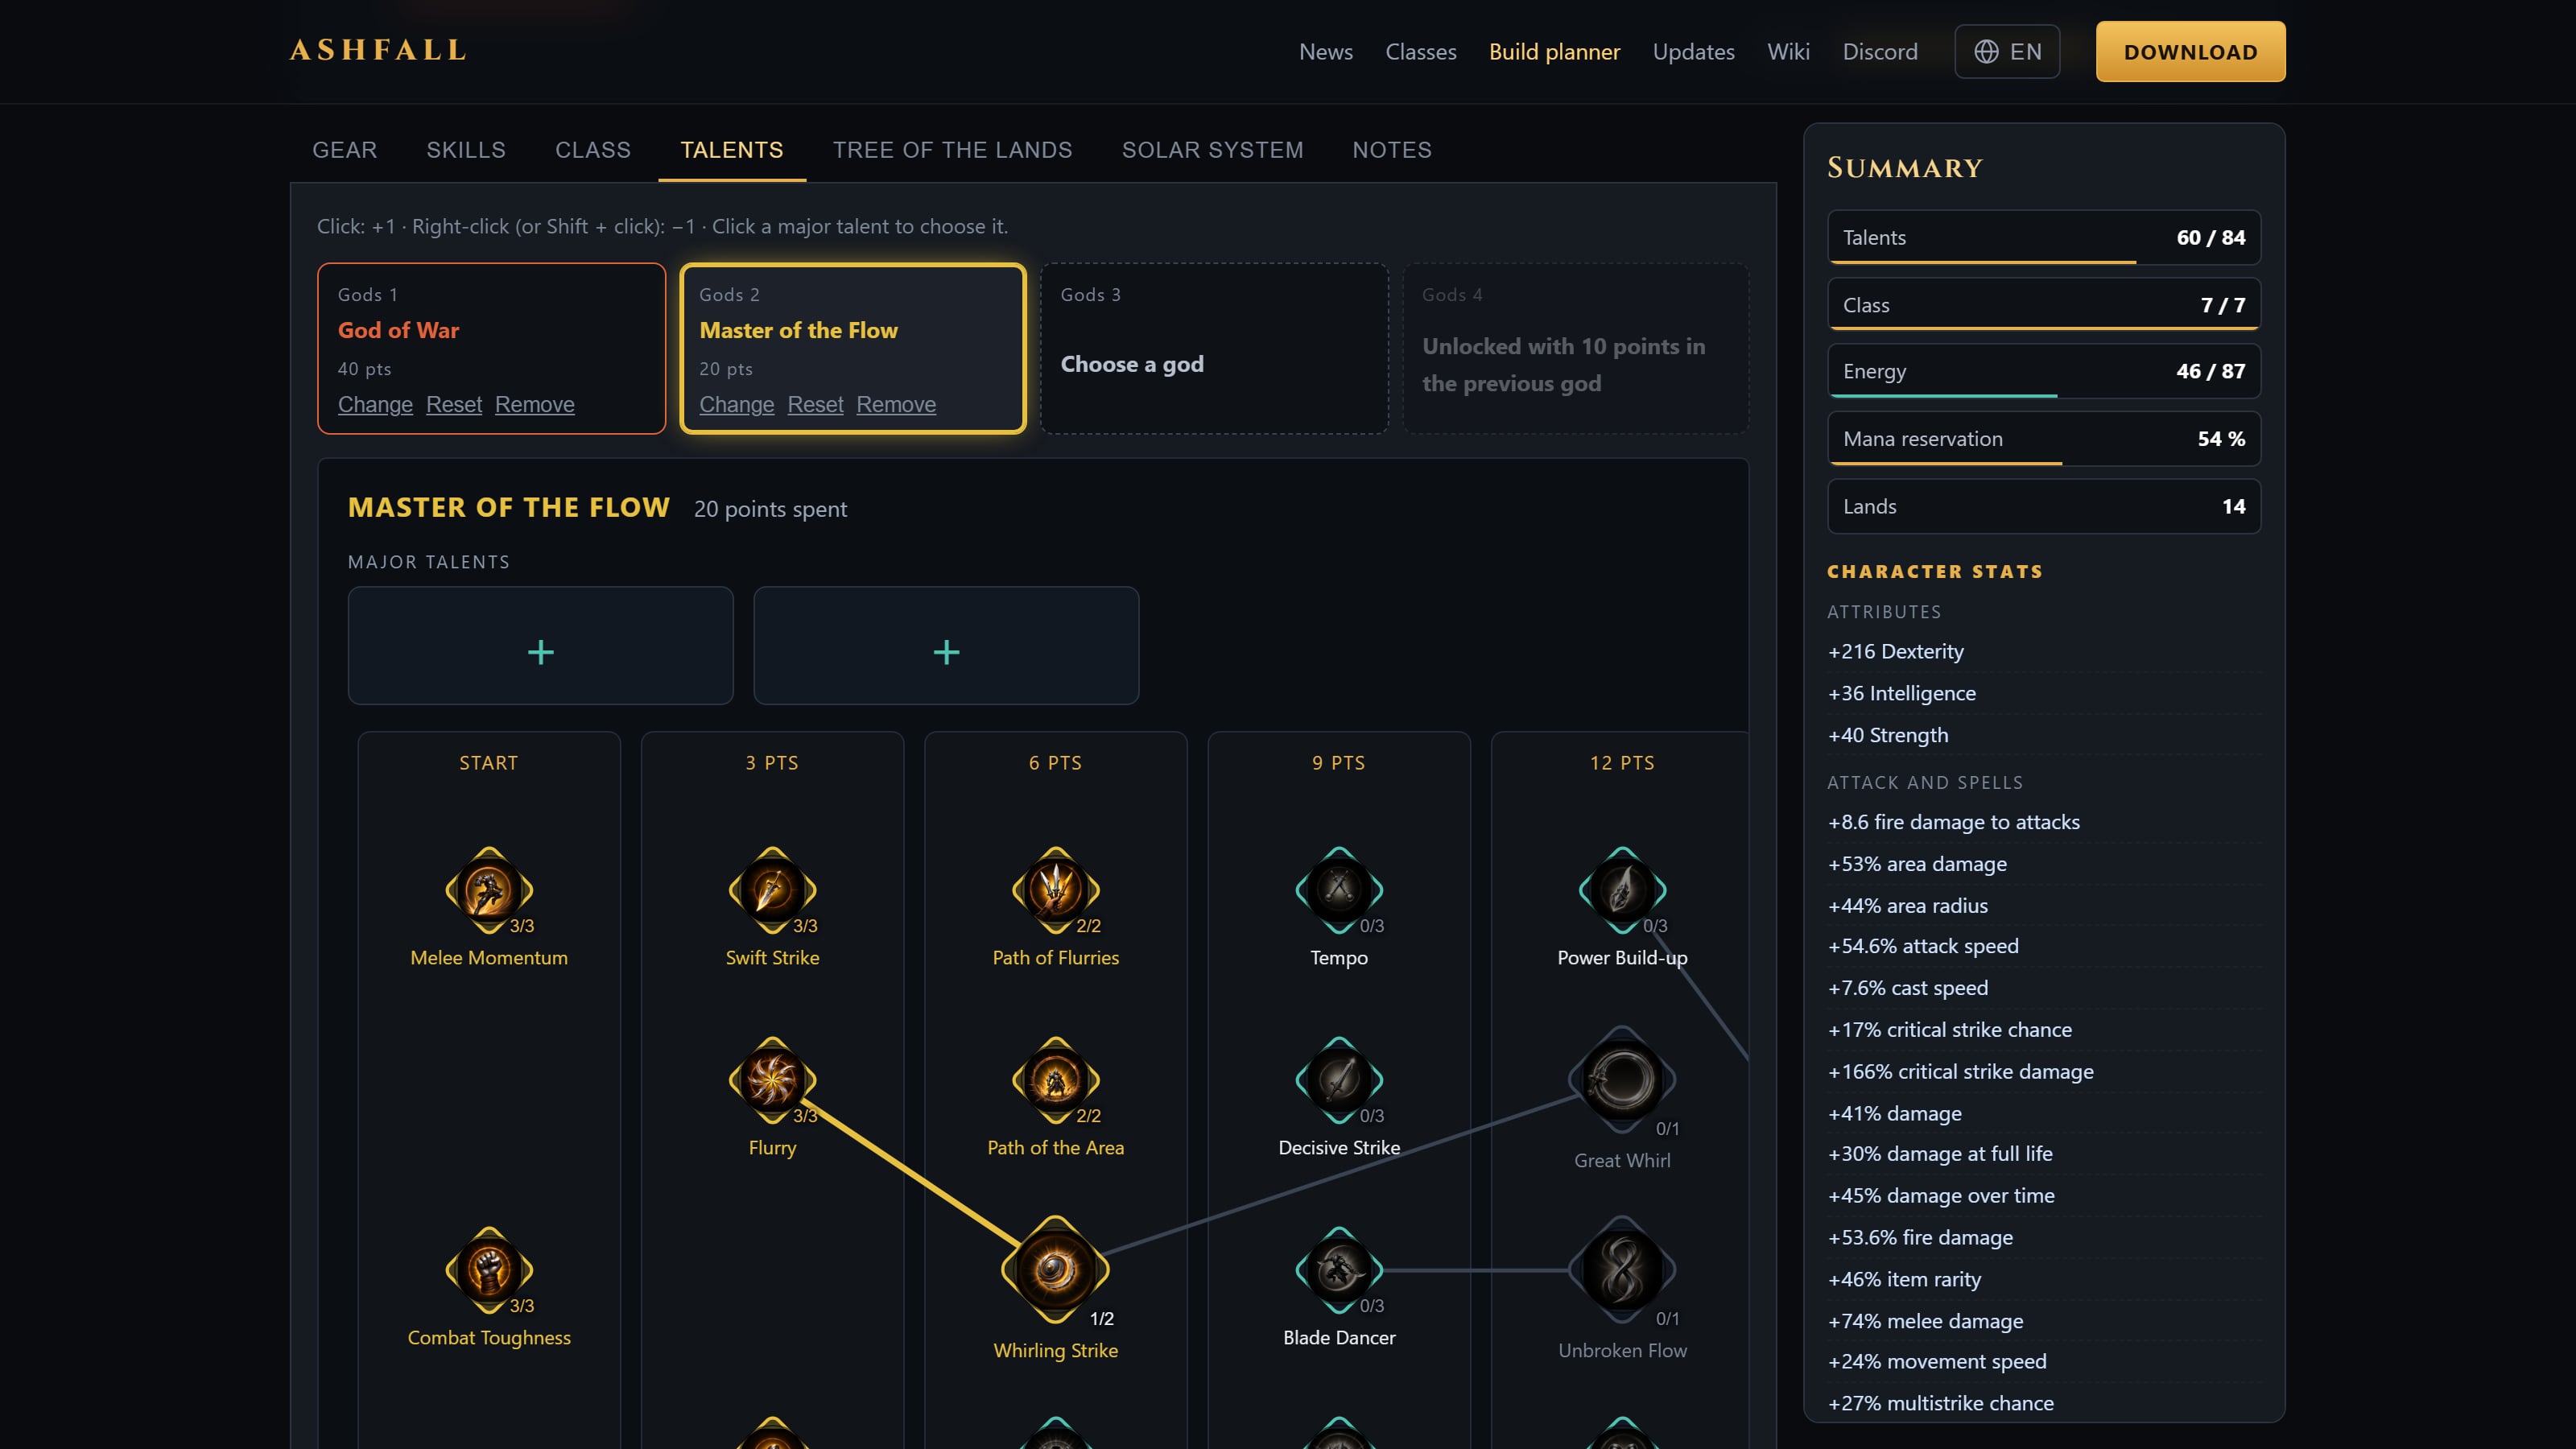 ASHFALL
News
Classes
Build planner
Updates
Wiki
Discord
EN
DOWNLOAD
GEAR
SKILLS
CLASS
TALENTS
TREE OF THE LANDS
SOLAR SYSTEM
NOTES
Click: +1 · Right-click (or Shift + click): −1 · Click a major talent to choose it.
Gods 1
God of War
40 pts
Change Reset Remove
Gods 2
Master of the Flow
20 pts
Change Reset Remove
Gods 3
Choose a god
Gods 4
Unlocked with 10 points in
the previous god
MASTER OF THE FLOW 20 points spent
MAJOR TALENTS
+
+
START
3/3
Melee Momentum
3/3
Combat Toughness
3 PTS
3/3
Swift Strike
3/3
Flurry
6 PTS
2/2
Path of Flurries
2/2
Path of the Area
1/2
Whirling Strike
9 PTS
0/3
Tempo
0/3
Decisive Strike
0/3
Blade Dancer
12 PTS
0/3
Power Build-up
0/1
Great Whirl
0/1
Unbroken Flow
SUMMARY
Talents 60 / 84
Class 7 / 7
Energy 46 / 87
Mana reservation 54 %
Lands 14
CHARACTER STATS
ATTRIBUTES
+216 Dexterity
+36 Intelligence
+40 Strength
ATTACK AND SPELLS
+8.6 fire damage to attacks
+53% area damage
+44% area radius
+54.6% attack speed
+7.6% cast speed
+17% critical strike chance
+166% critical strike damage
+41% damage
+30% damage at full life
+45% damage over time
+53.6% fire damage
+46% item rarity
+74% melee damage
+24% movement speed
+27% multistrike chance